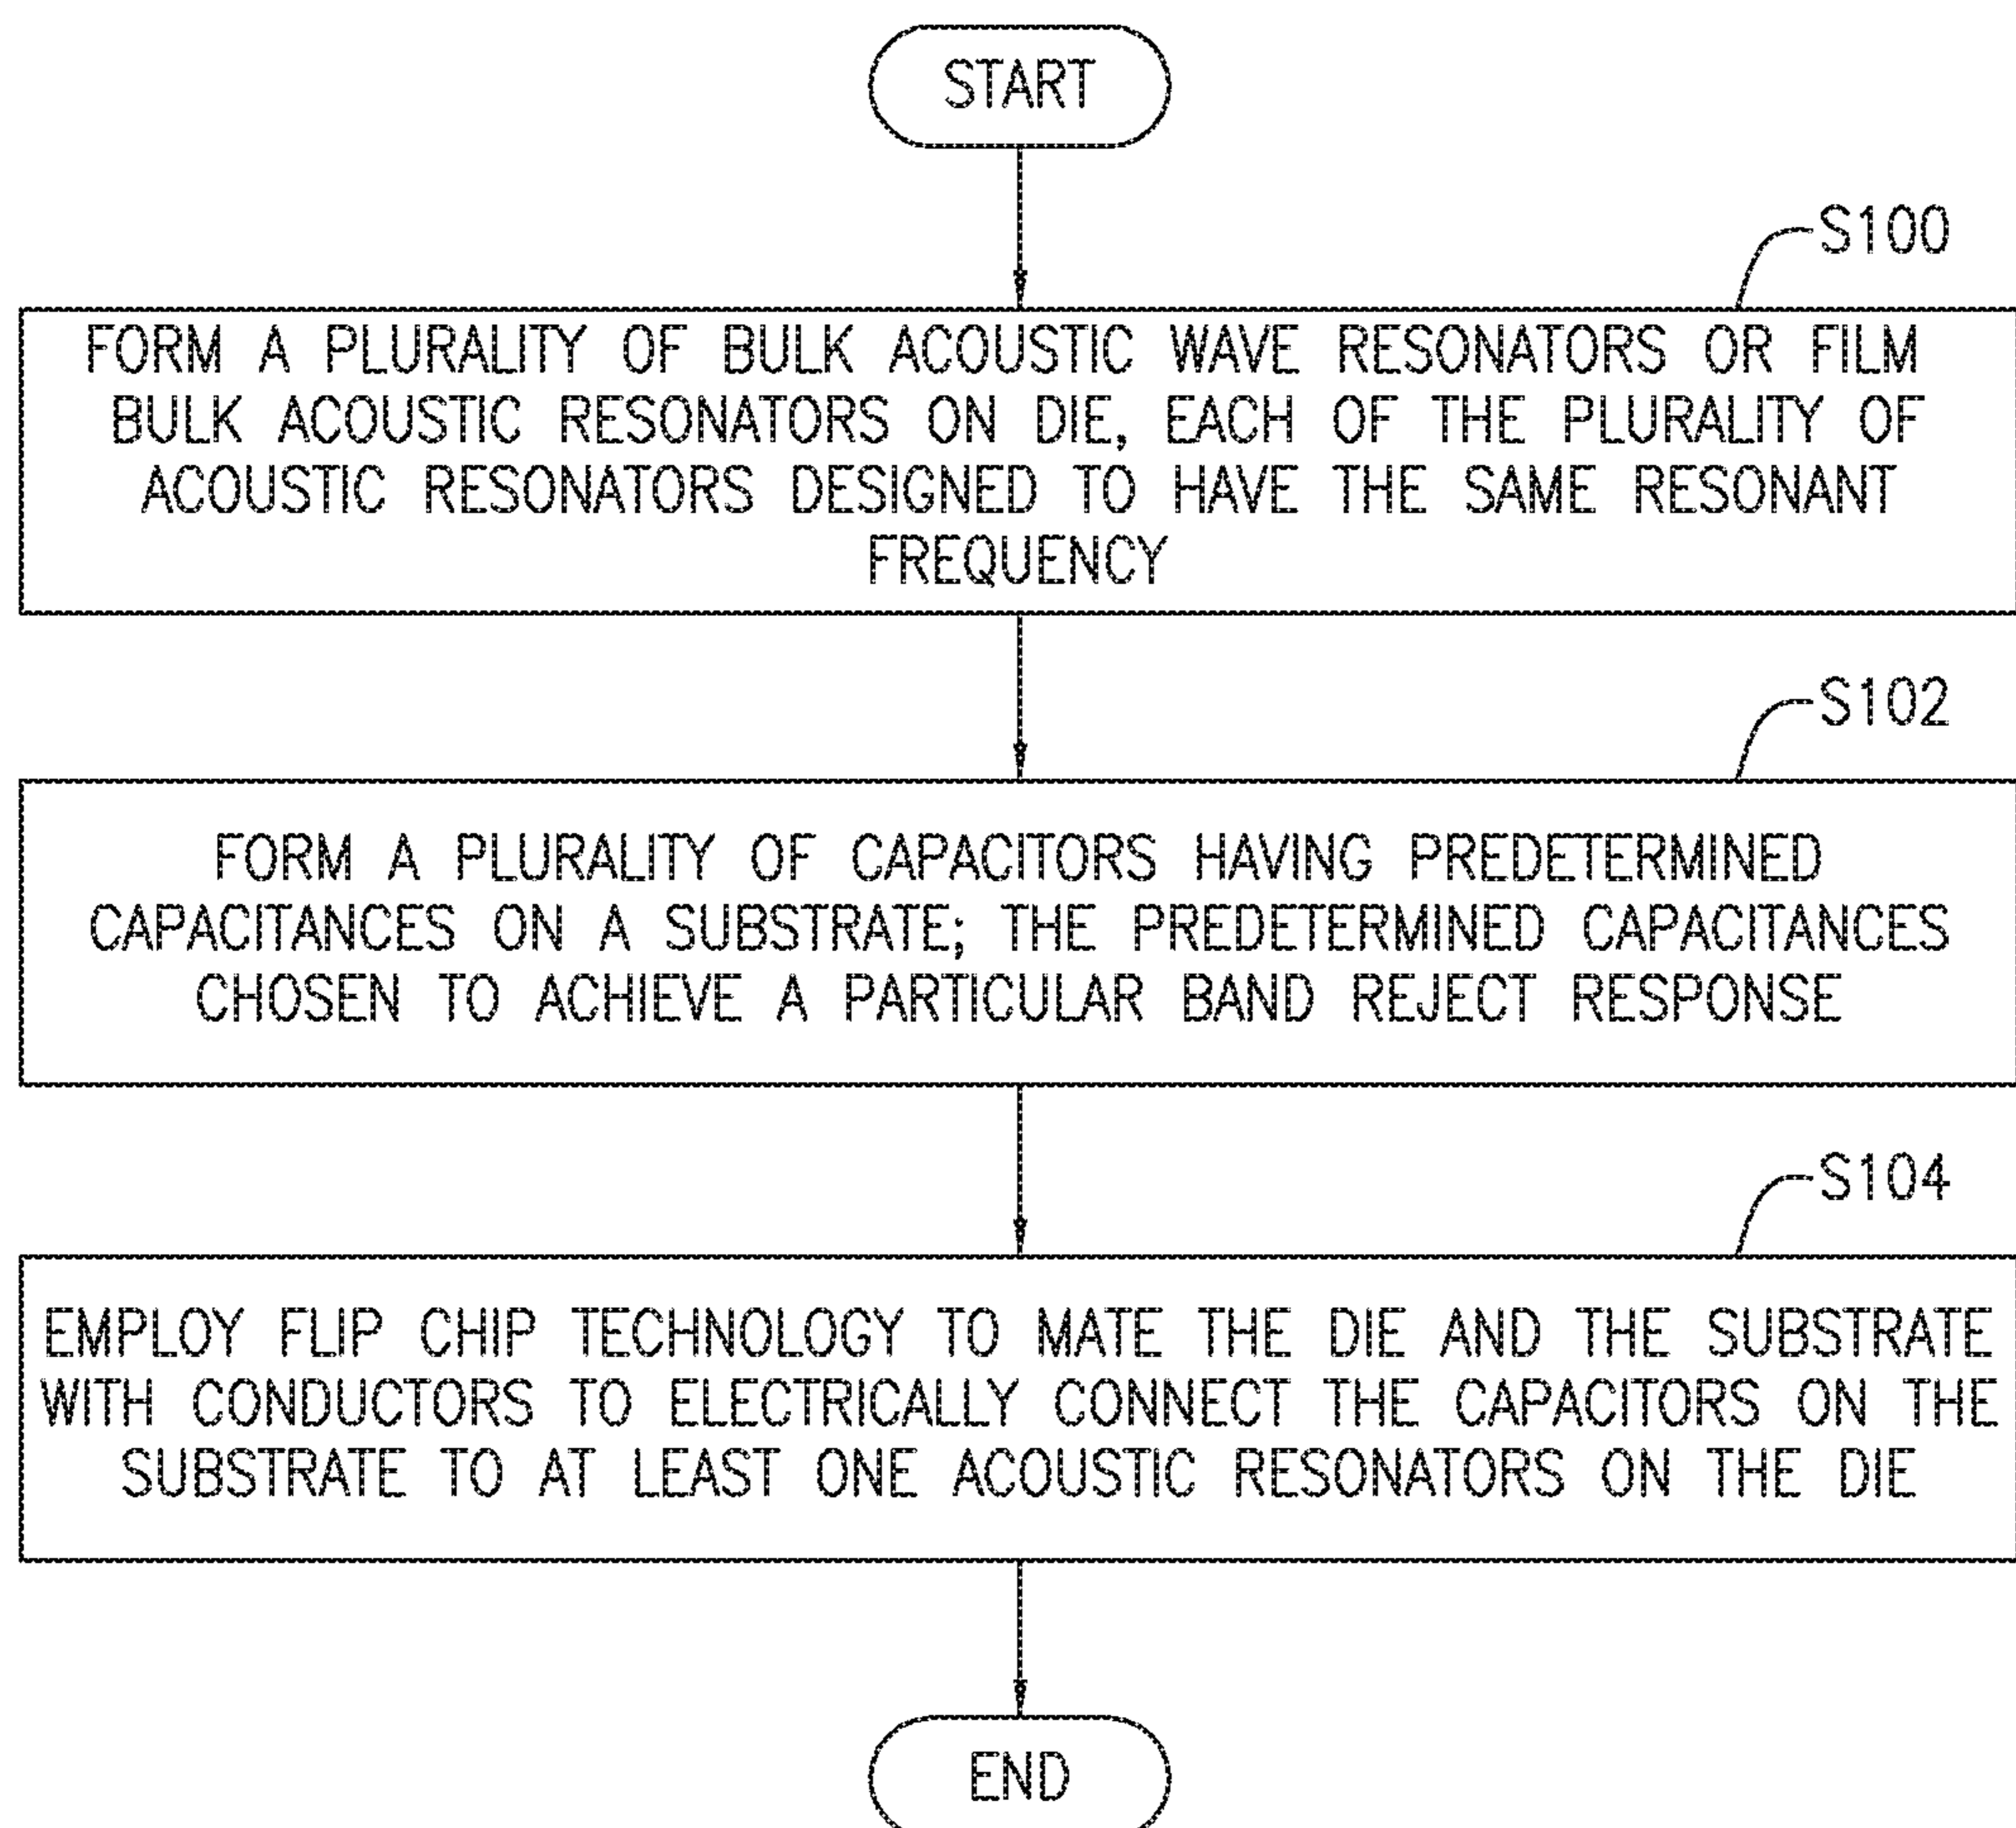 START
S100
FORM A PLURALITY OF BULK ACOUSTIC WAVE RESONATORS OR FILM
BULK ACOUSTIC RESONATORS ON DIE, EACH OF THE PLURALITY OF
ACOUSTIC RESONATORS DESIGNED TO HAVE THE SAME RESONANT
FREQUENCY
S102
FORM A PLURALITY OF CAPACITORS HAVING PREDETERMINED
CAPACITANCES ON A SUBSTRATE; THE PREDETERMINED CAPACITANCES
CHOSEN TO ACHIEVE A PARTICULAR BAND REJECT RESPONSE
S104
EMPLOY FLIP CHIP TECHNOLOGY TO MATE THE DIE AND THE SUBSTRATE
WITH CONDUCTORS TO ELECTRICALLY CONNECT THE CAPACITORS ON THE
SUBSTRATE TO AT LEAST ONE ACOUSTIC RESONATORS ON THE DIE
END